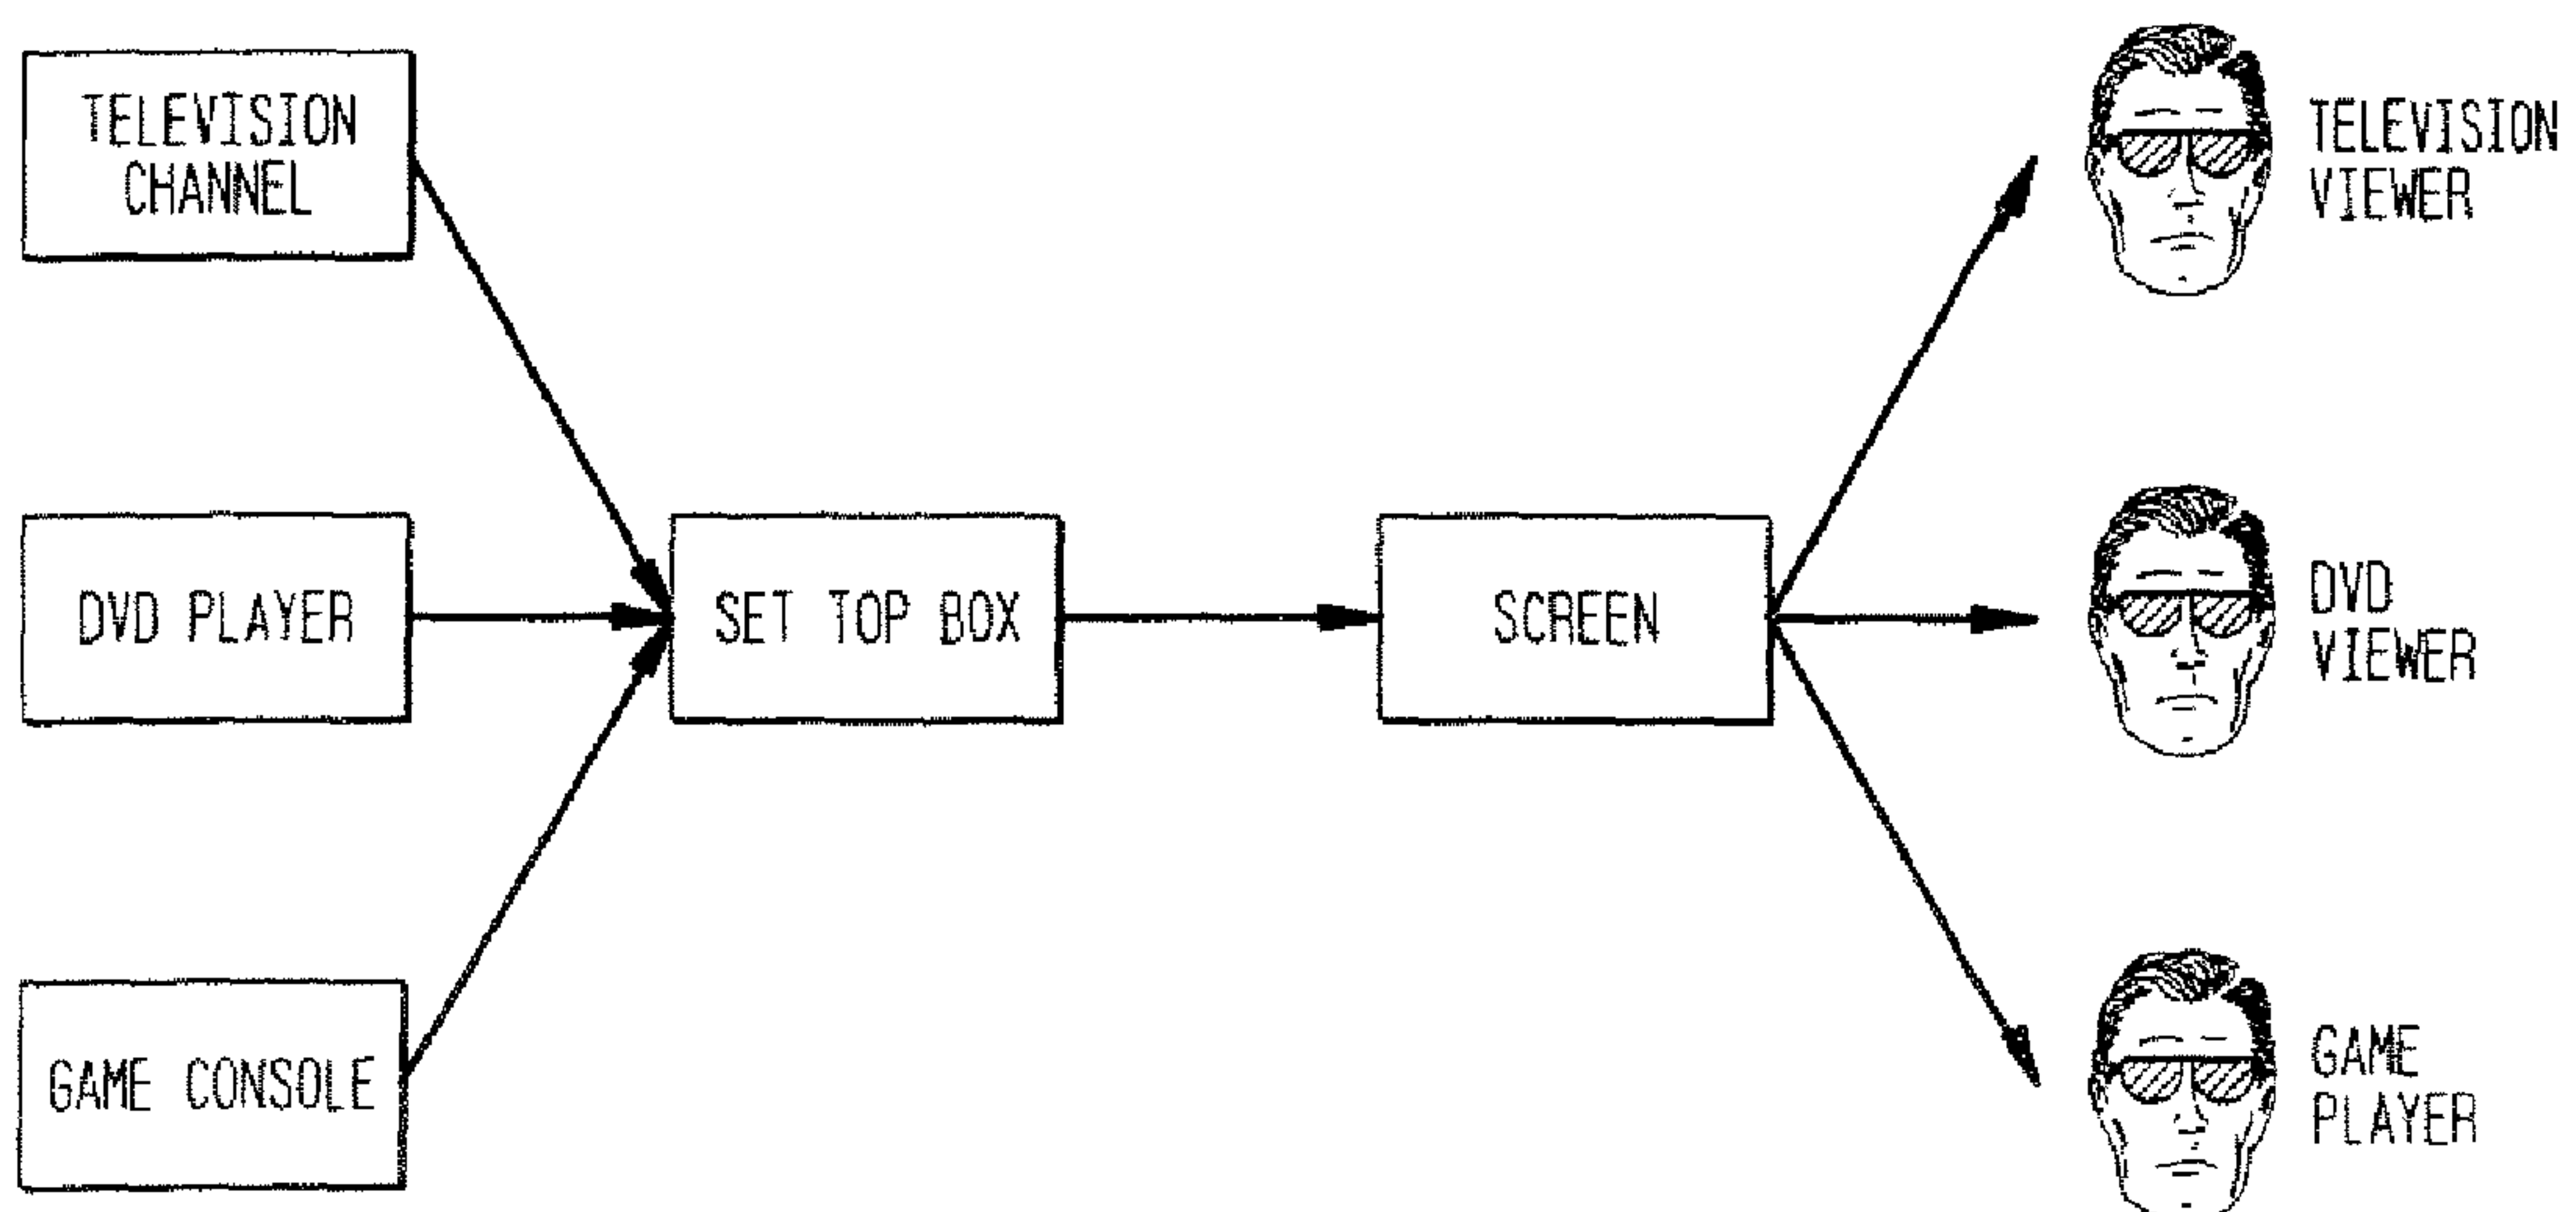 TELEVISION
CHANNEL
TELEVISION
VIEWER
DVD PLAYER
SET TOP BOX
SCREEN
DVD
VIEWER
GAME CONSOLE
GAME
PLAYER